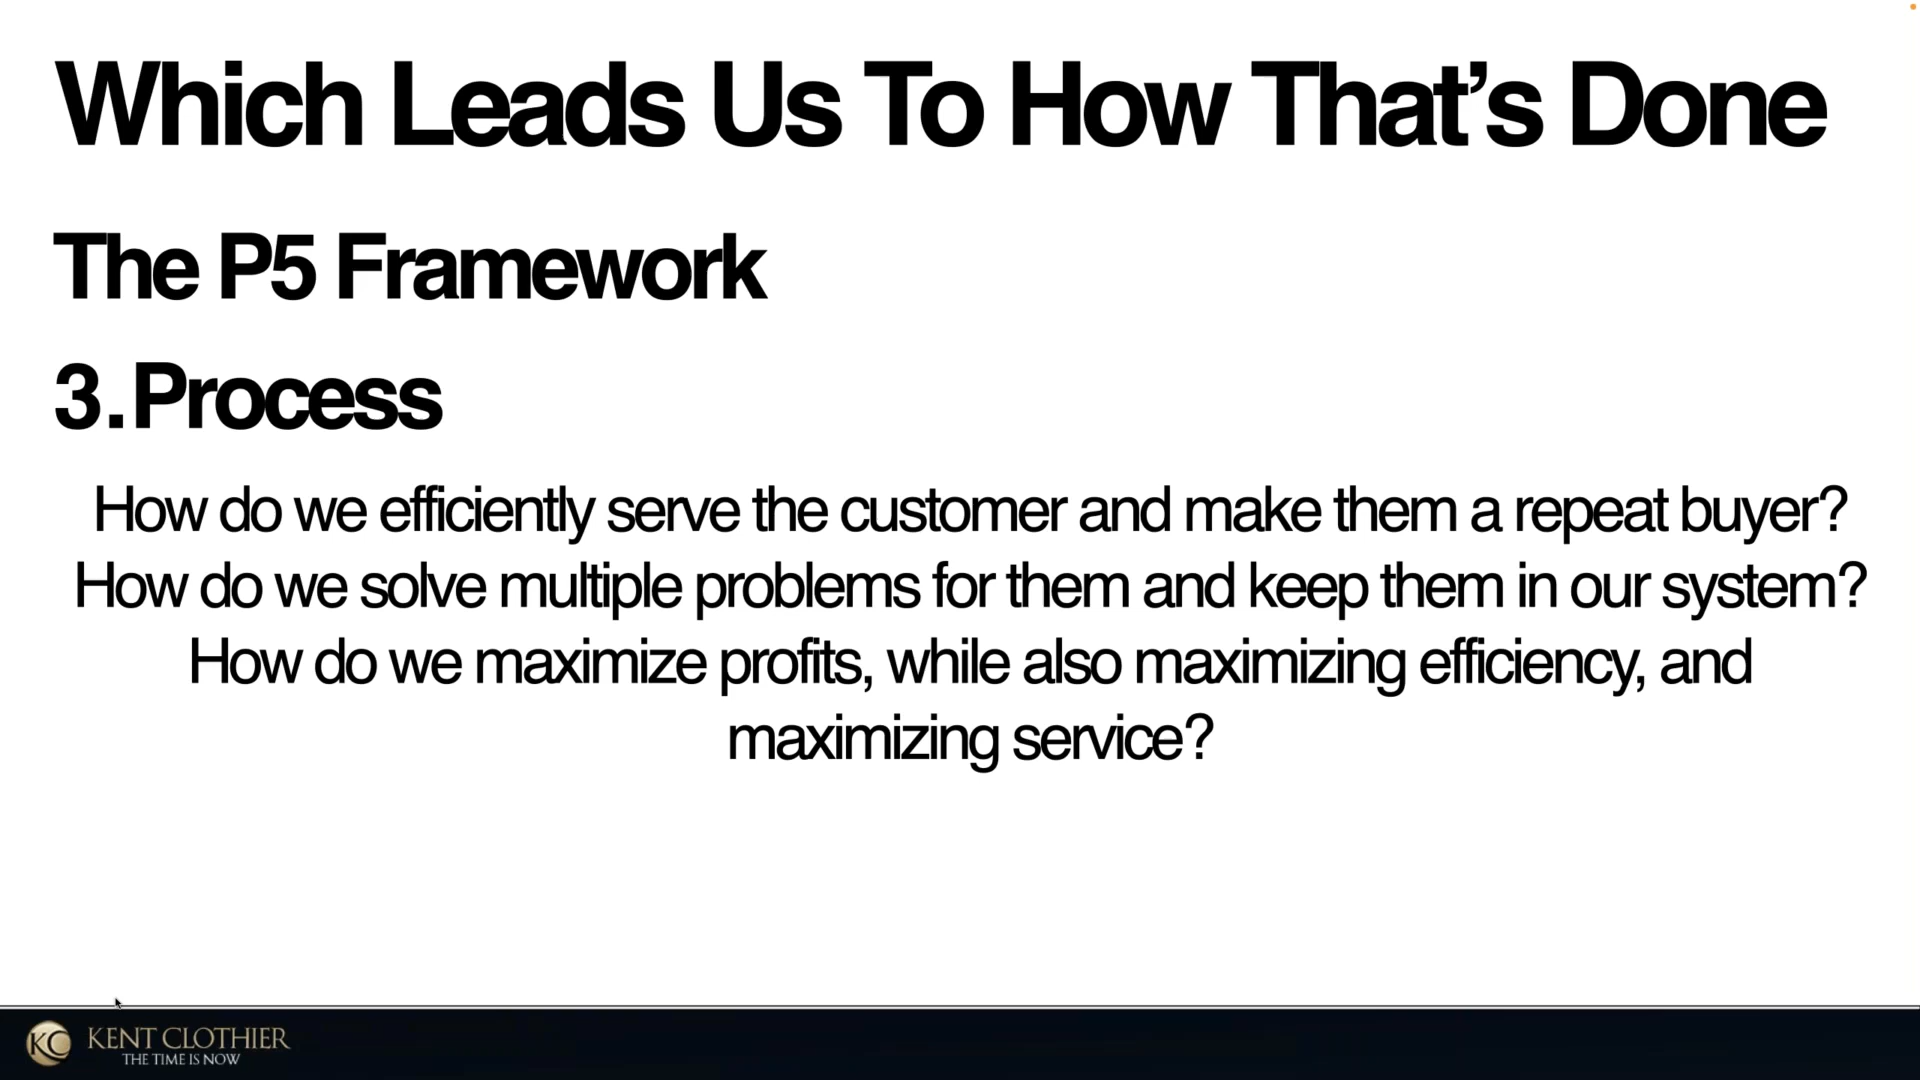 Which Leads Us To How That’s Done
The P5 Framework
3.Process
How do we efficiently serve the customer and make them a repeat buyer?
How do we solve multiple problems for them and keep them in our system?
How do we maximize profits, while also maximizing efficiency, and
maximizing service?
KC
KENT CLOTHIER
THE TIME IS NOW